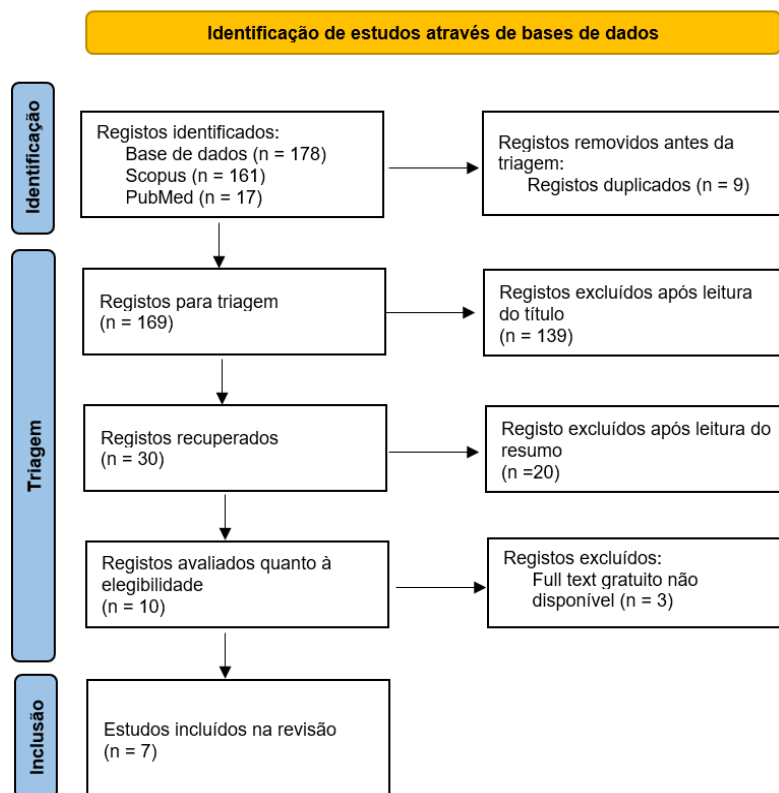 Identificação de estudos através de bases de dados
Identificação
Registos identificados:
Base de dados (n = 178)
Scopus (n = 161)
PubMed (n = 17)
Registos removidos antes da
triagem:
Registos duplicados (n = 9)
Triagem
Registos para triagem
(n = 169)
Registos excluídos após leitura
do título
(n = 139)
Registos recuperados
(n = 30)
Registo excluídos após leitura do
resumo
(n =20)
Registos avaliados quanto à
elegibilidade
(n = 10)
Registos excluídos:
Full text gratuito não
disponível (n = 3)
Inclusão
Estudos incluídos na revisão
(n = 7)